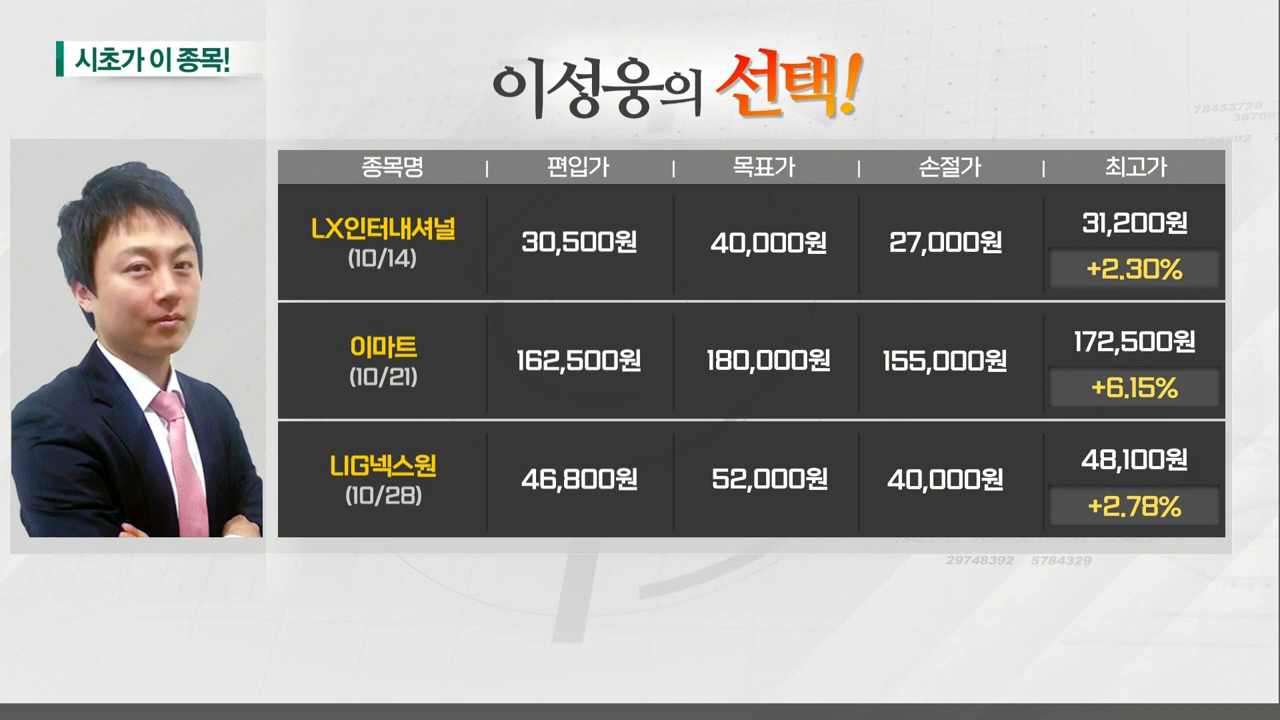 시초가 이 종목!
이성웅의 선택!
종목명 | 편입가 | 목표가 | 손절가 | 최고가
LX인터내셔널
(10/14)
30,500원
40,000원
27,000원
31,200원
+2.30%
이마트
(10/21)
162,500원
180,000원
155,000원
172,500원
+6.15%
LIG넥스원
(10/28)
46,800원
52,000원
40,000원
48,100원
+2.78%
29748392 5784329